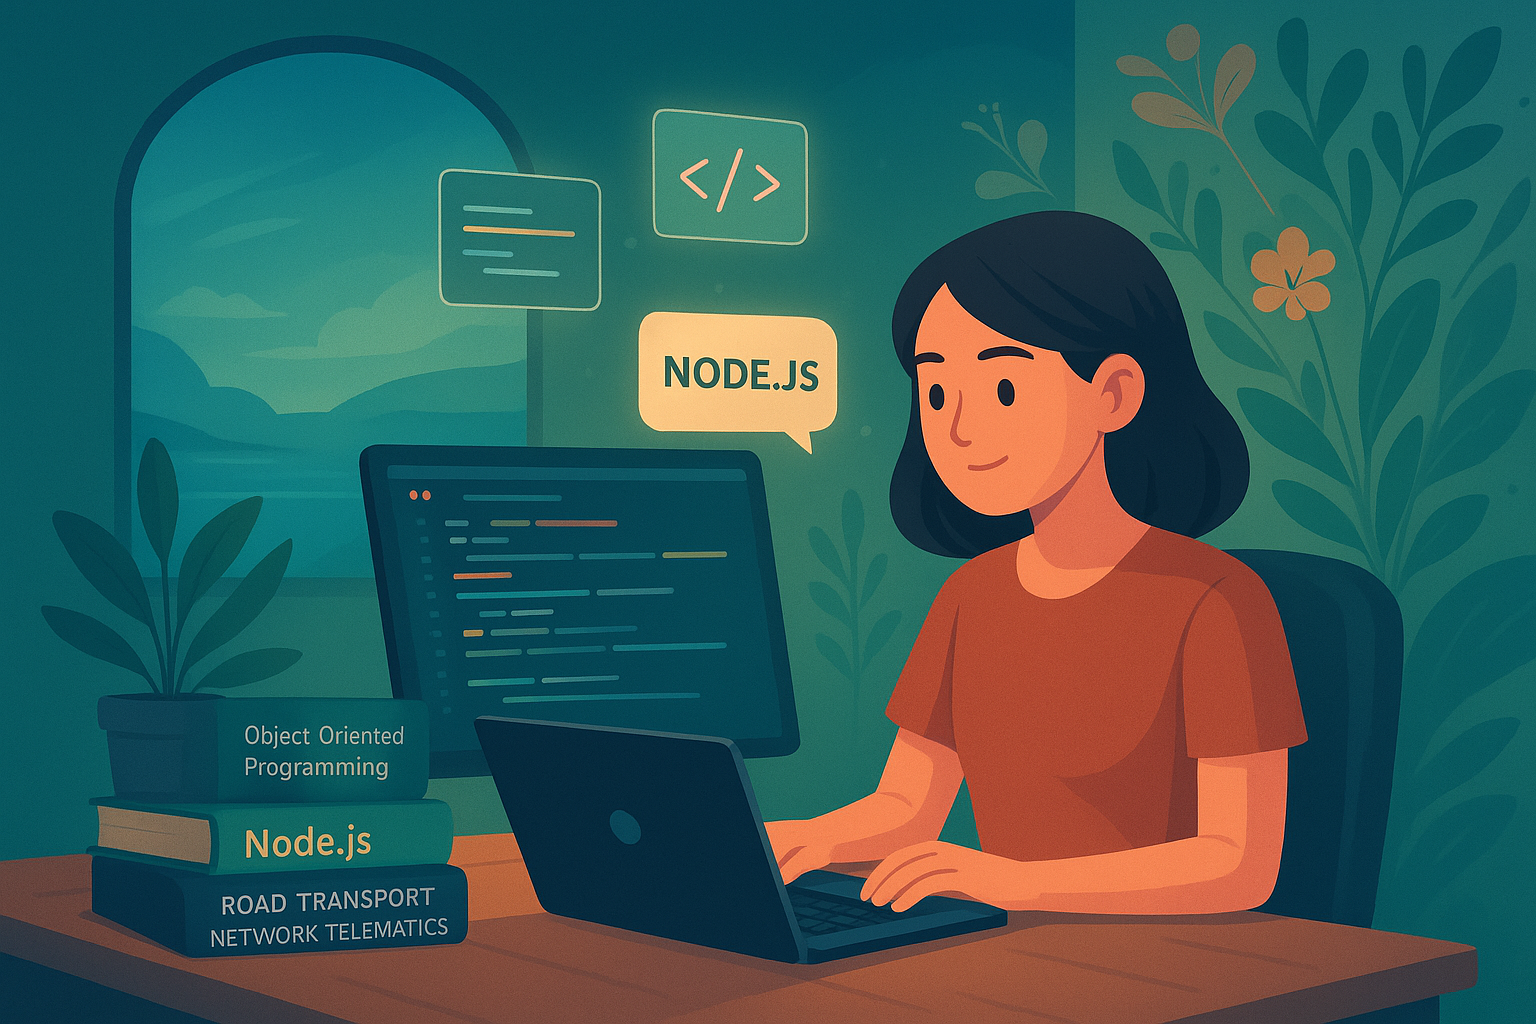 </>
NODE.JS
Object Oriented
Programming
Node.js
ROAD TRANSPORT
NETWORK TELEMATICS